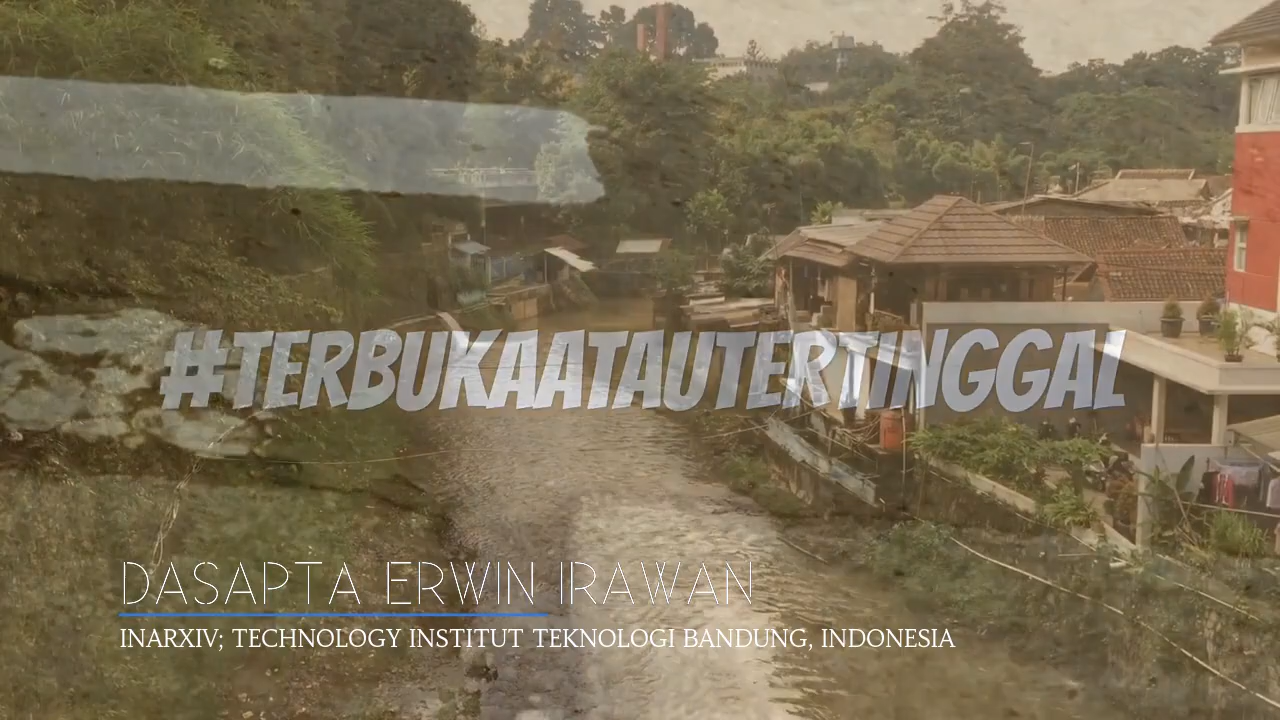 #TERBUKAATAUTERTINGGAL
DASAPTA ERWIN IRAWAN
INARXIV; TECHNOLOGY INSTITUT TEKNOLOGI BANDUNG, INDONESIA